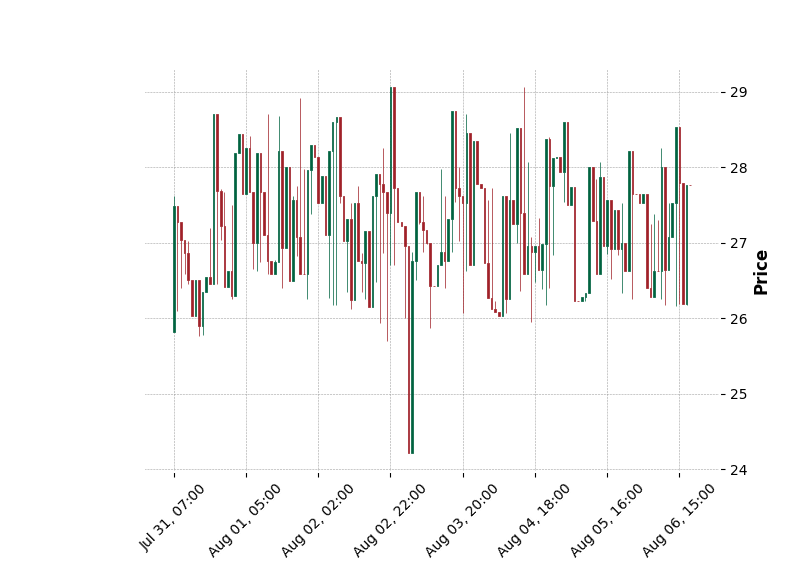 29
28
27
26
25
24
Price
Jul 31, 07:00
Aug 01, 05:00
Aug 02, 02:00
Aug 02, 22:00
Aug 03, 20:00
Aug 04, 18:00
Aug 05, 16:00
Aug 06, 15:00